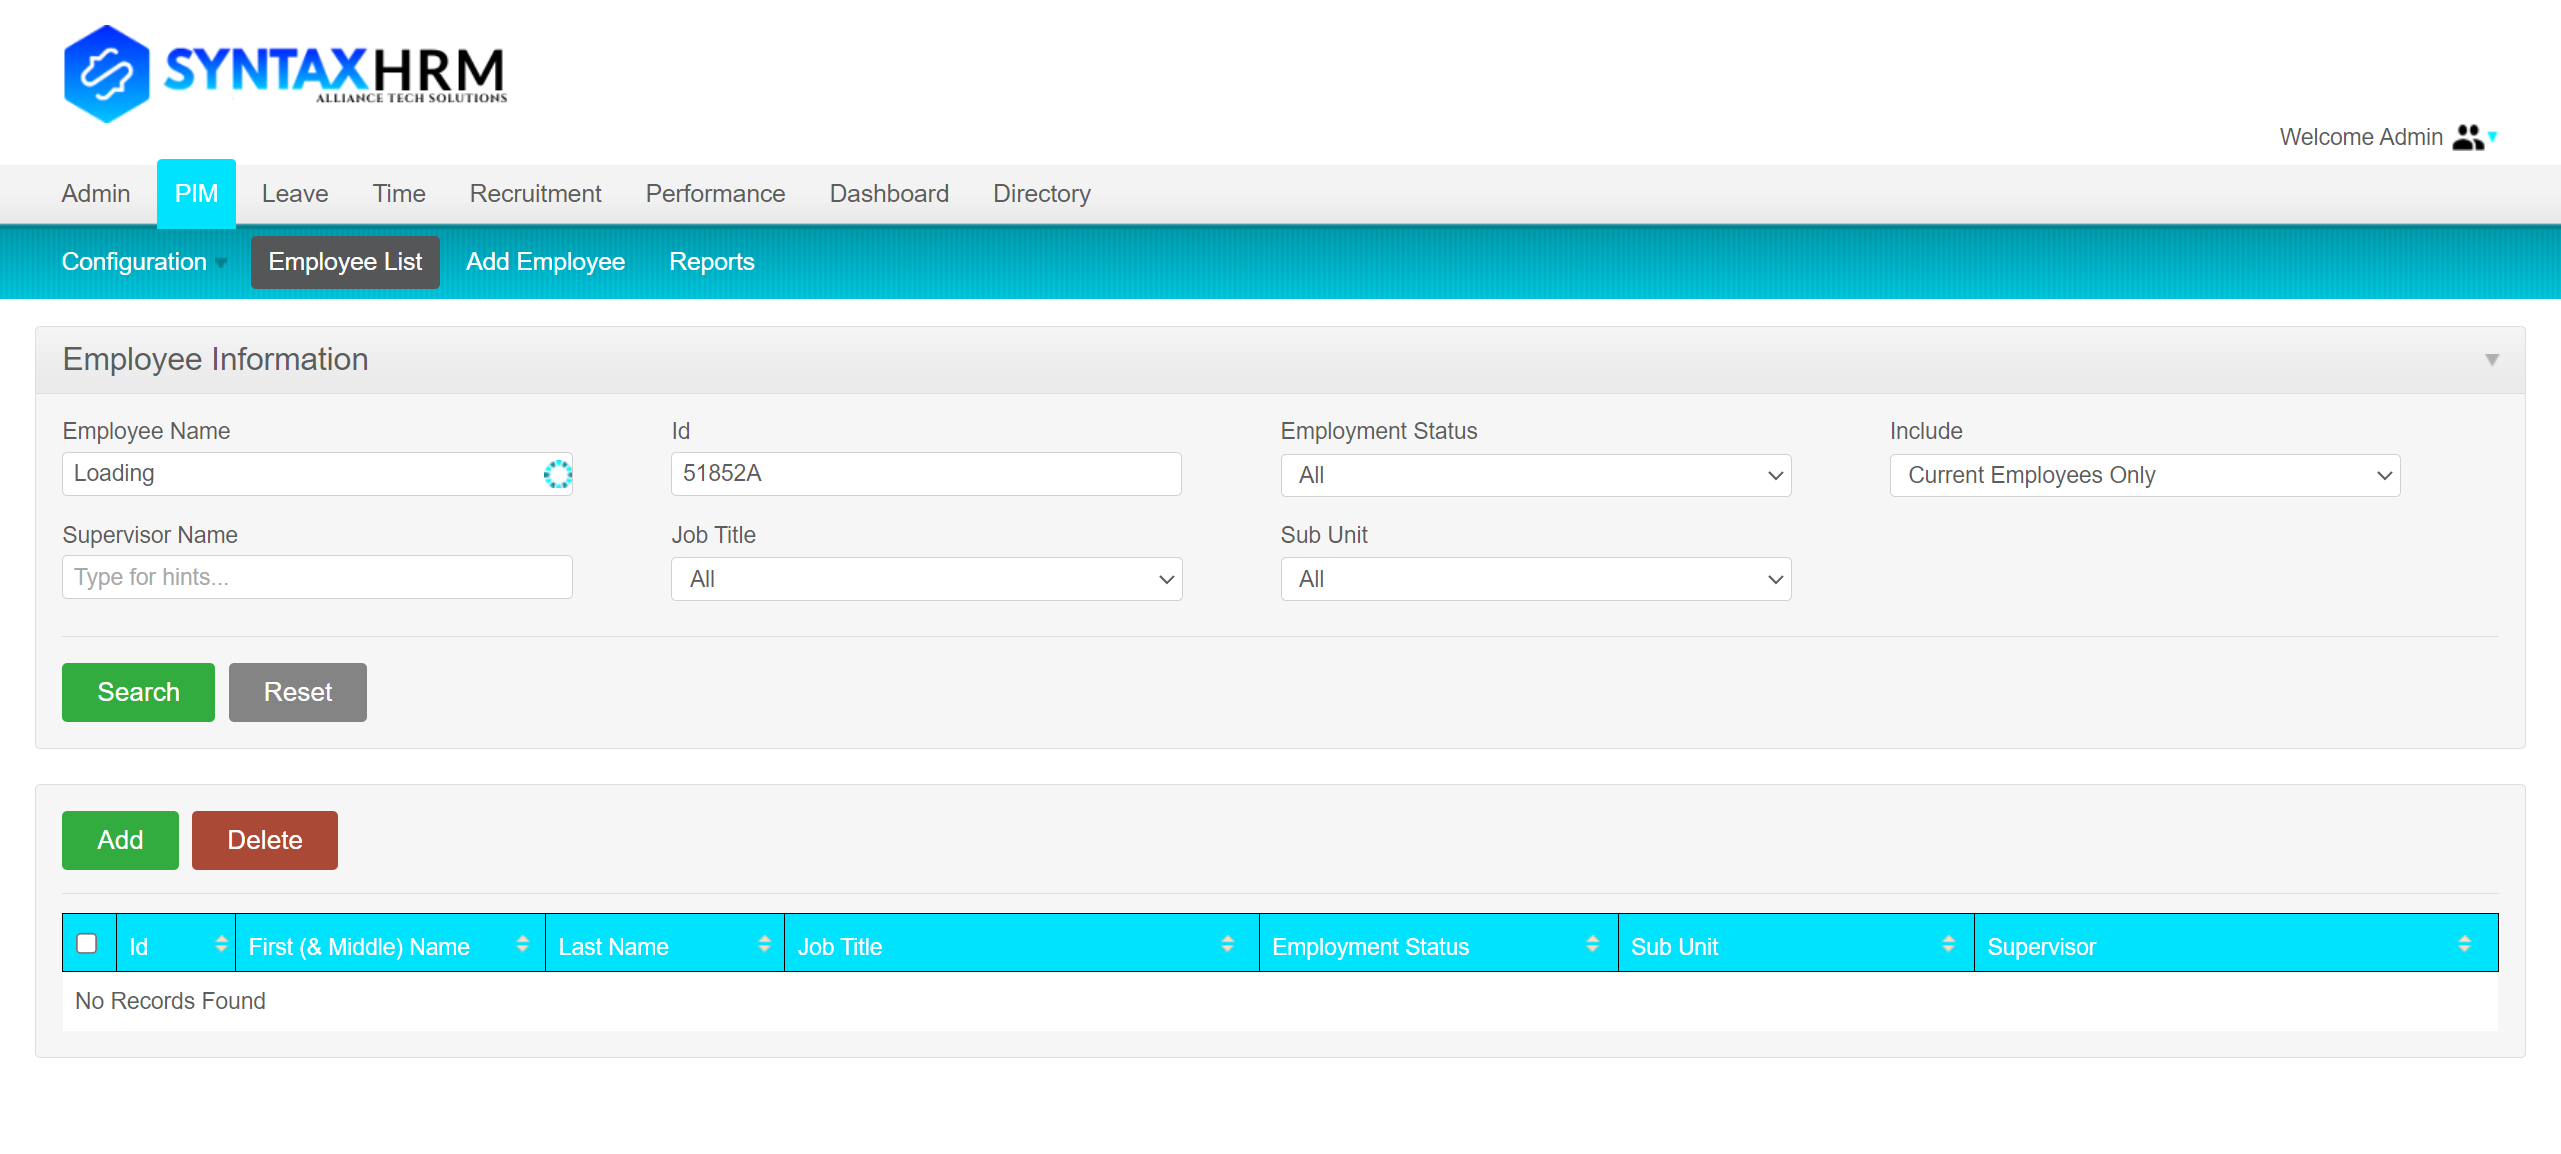 SYNTAXHRM
ALLIANCE TECH SOLUTIONS
Welcome Admin
Admin PIM Leave Time Recruitment Performance Dashboard Directory
Configuration Employee List Add Employee Reports
Employee Information
Employee Name Id Employment Status Include
Loading 51852A All Current Employees Only
Supervisor Name Job Title Sub Unit
Type for hints... All All
Search Reset
Add Delete
Id First (& Middle) Name Last Name Job Title Employment Status Sub Unit Supervisor
No Records Found